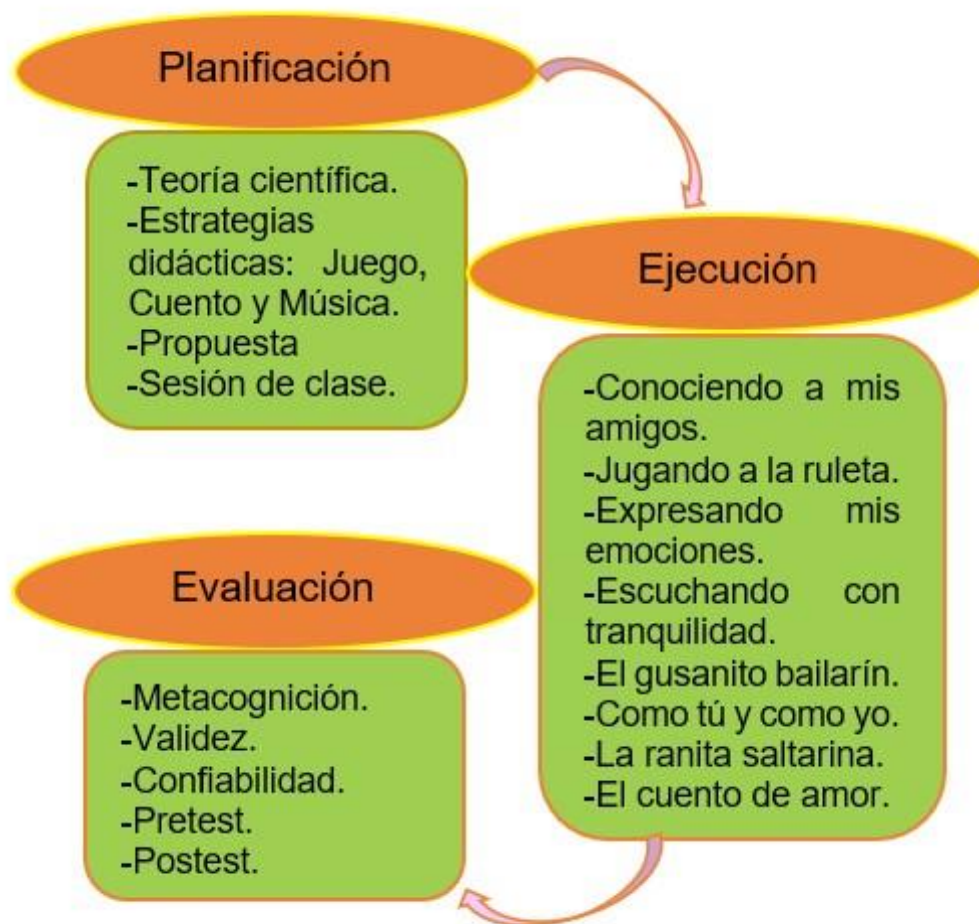 Planificación
-Teoría científica.
-Estrategias
didácticas: Juego,
Cuento y Música.
-Propuesta
-Sesión de clase.
Ejecución
-Conociendo a mis
amigos.
-Jugando a la ruleta.
-Expresando mis
emociones.
-Escuchando con
tranquilidad.
-El gusanito bailarín.
-Como tú y como yo.
-La ranita saltarina.
-El cuento de amor.
Evaluación
-Metacognición.
-Validez.
-Confiabilidad.
-Pretest.
-Postest.